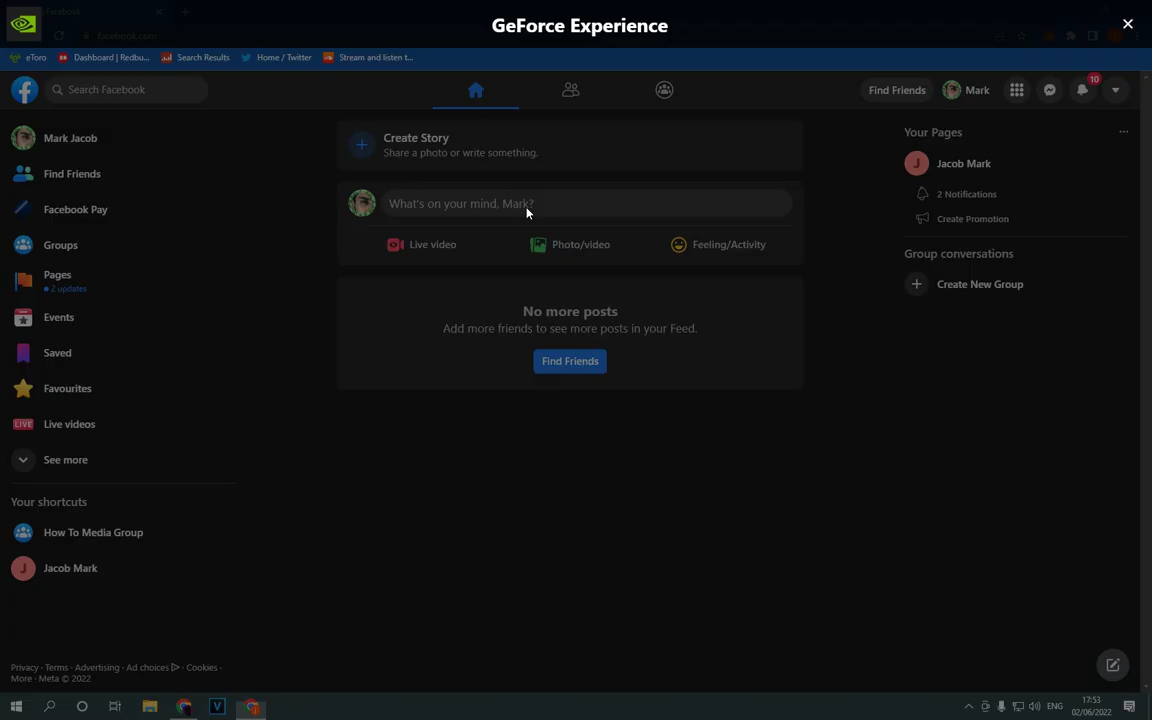 GeForce Experience
Facebook
facebook.com
eToro
Dashboard | Redbu...
Search Results
Home / Twitter
Stream and listen t...
Search Facebook
Find Friends
Mark
10
Mark Jacob
Find Friends
Facebook Pay
Groups
Pages
2 updates
Events
Saved
Favourites
LIVE
Live videos
See more
Your shortcuts
How To Media Group
J
Jacob Mark
Privacy · Terms · Advertising · Ad choices · Cookies ·
More · Meta © 2022
Create Story
Share a photo or write something.
What's on your mind, Mark?
Live video
Photo/video
Feeling/Activity
No more posts
Add more friends to see more posts in your Feed.
Find Friends
Your Pages
J
Jacob Mark
2 Notifications
Create Promotion
Group conversations
Create New Group
V
ENG
17:53
02/06/2022